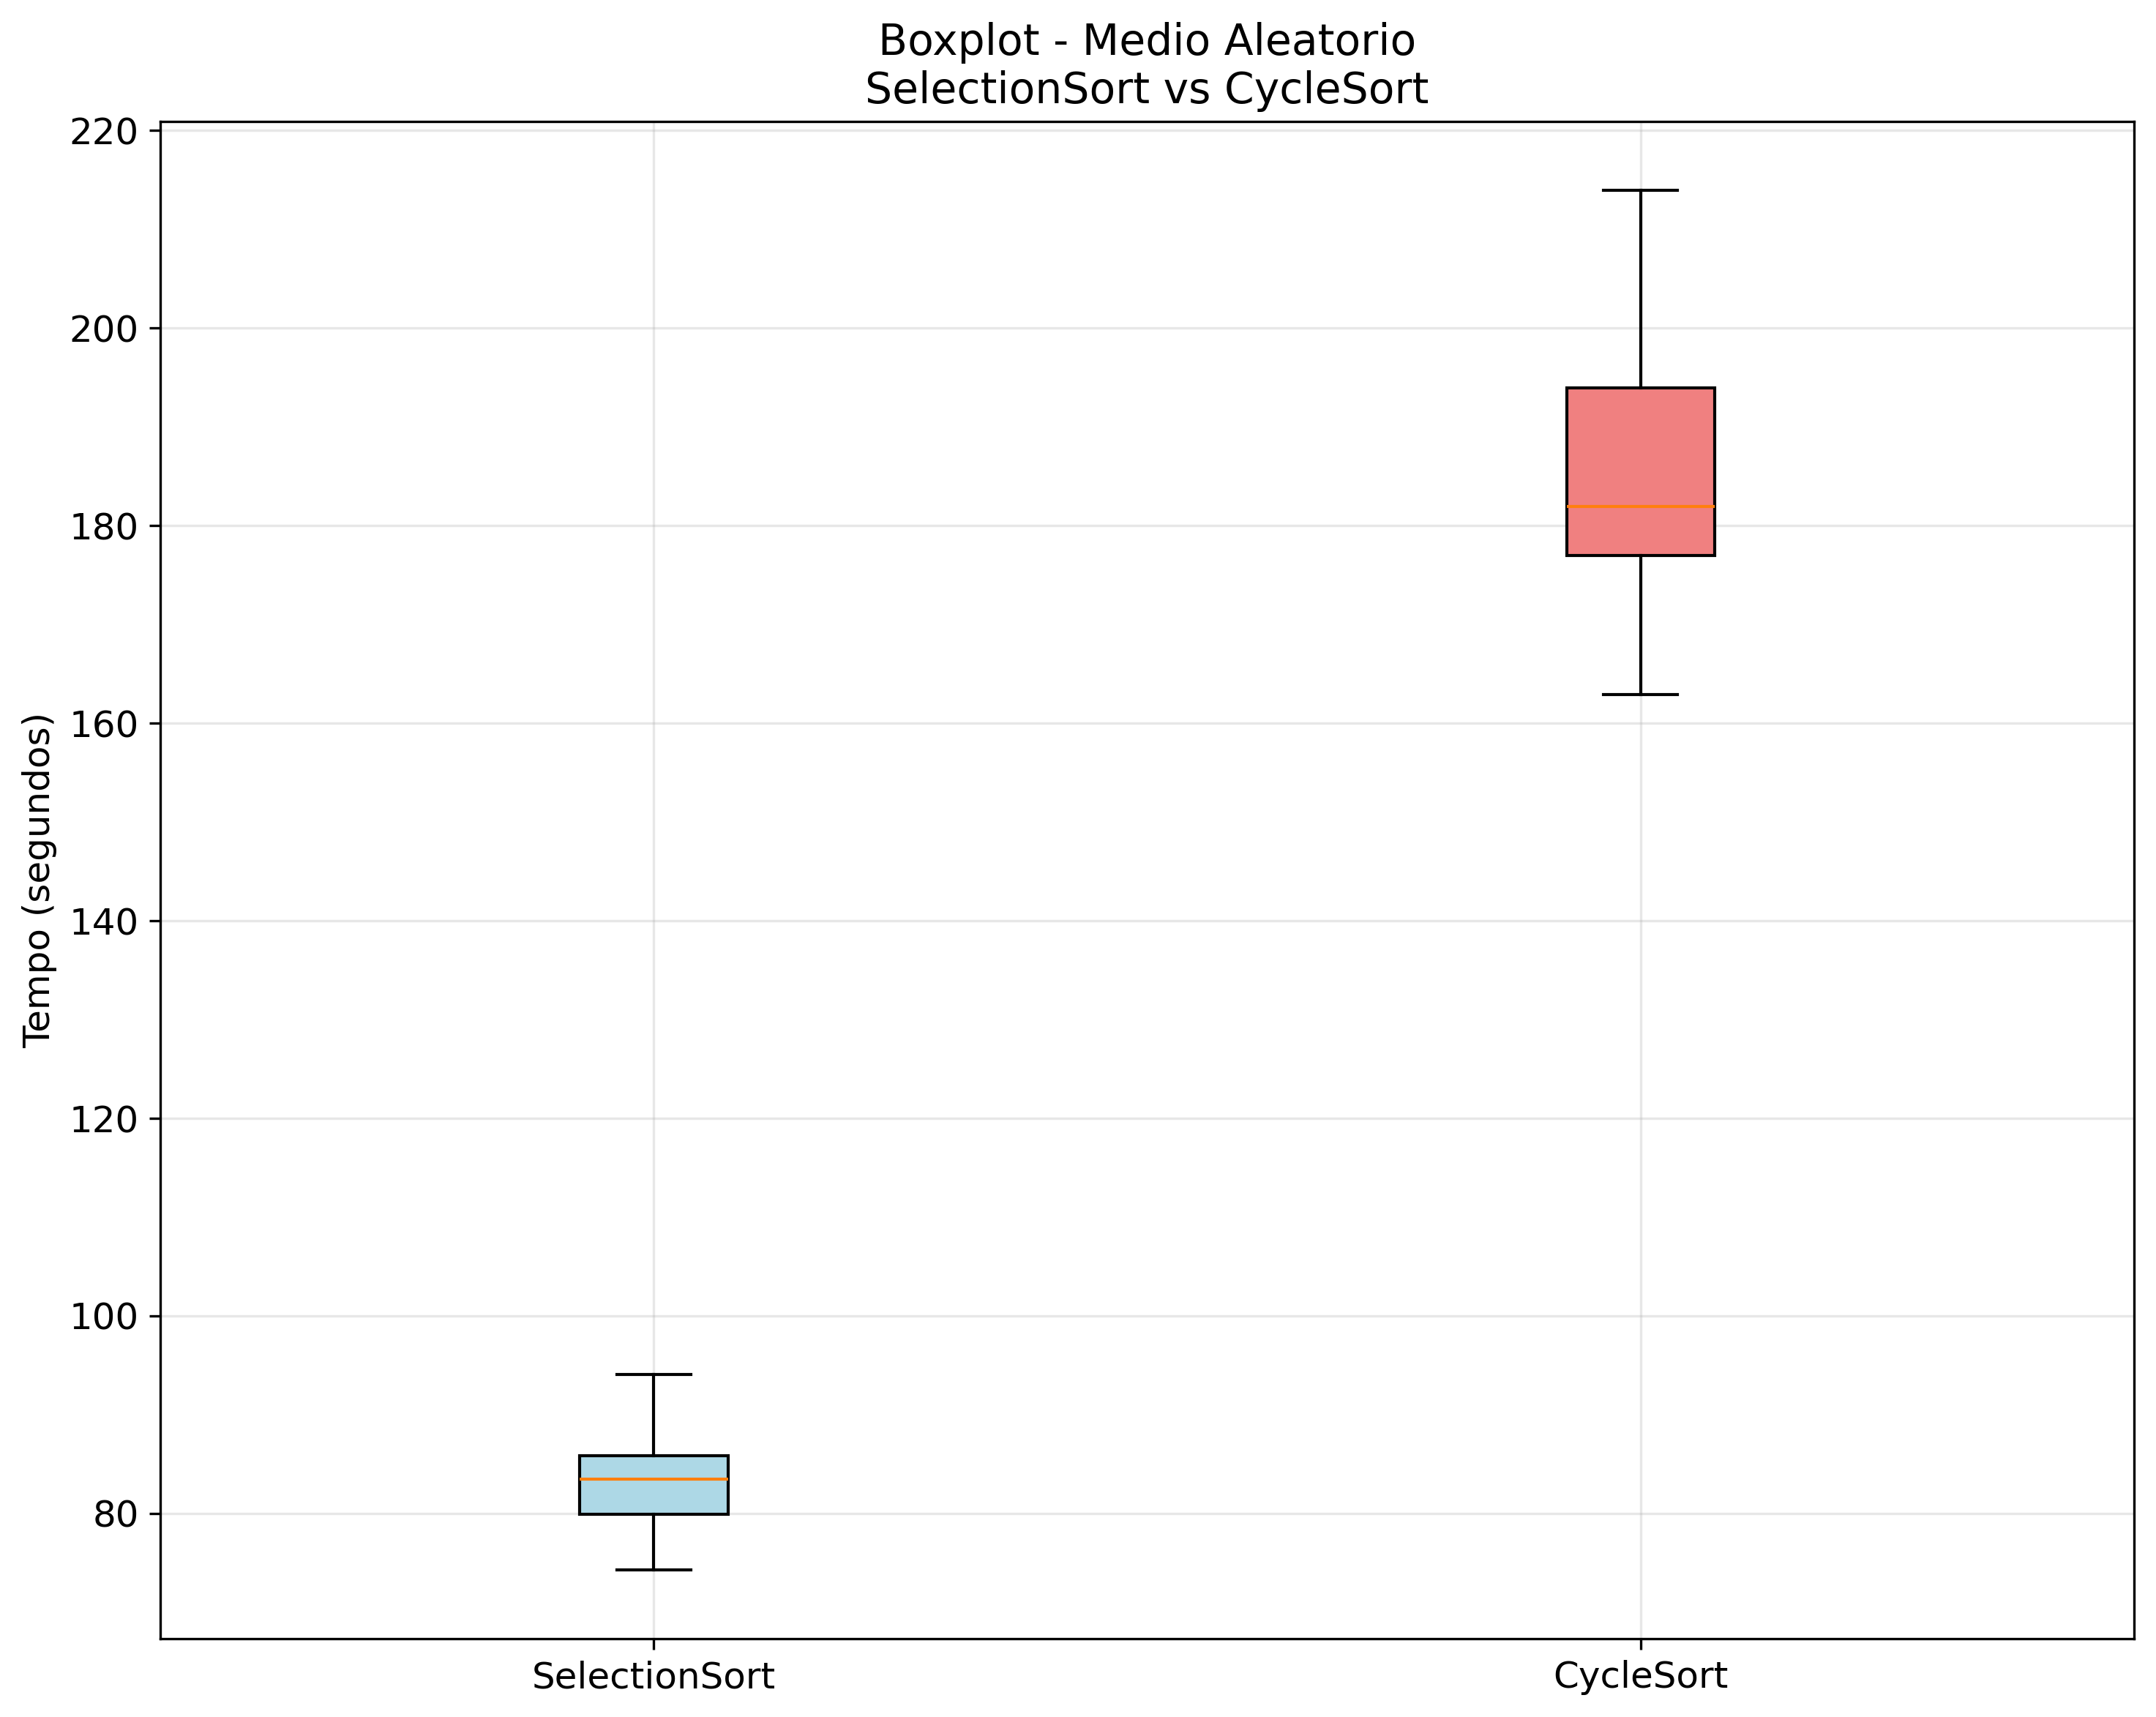 Boxplot - Medio Aleatorio
SelectionSort vs CycleSort
Tempo (segundos)
220
200
180
160
140
120
100
80
SelectionSort
CycleSort